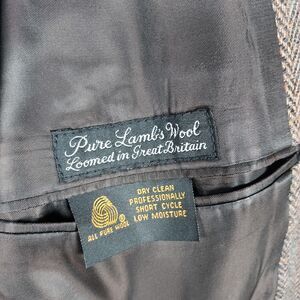 Pure Lamb's Wool
Loomed in Great Britain
DRY CLEAN
PROFESSIONALLY
SHORT CYCLE
LOW MOISTURE
®
ALL PURE WOOL